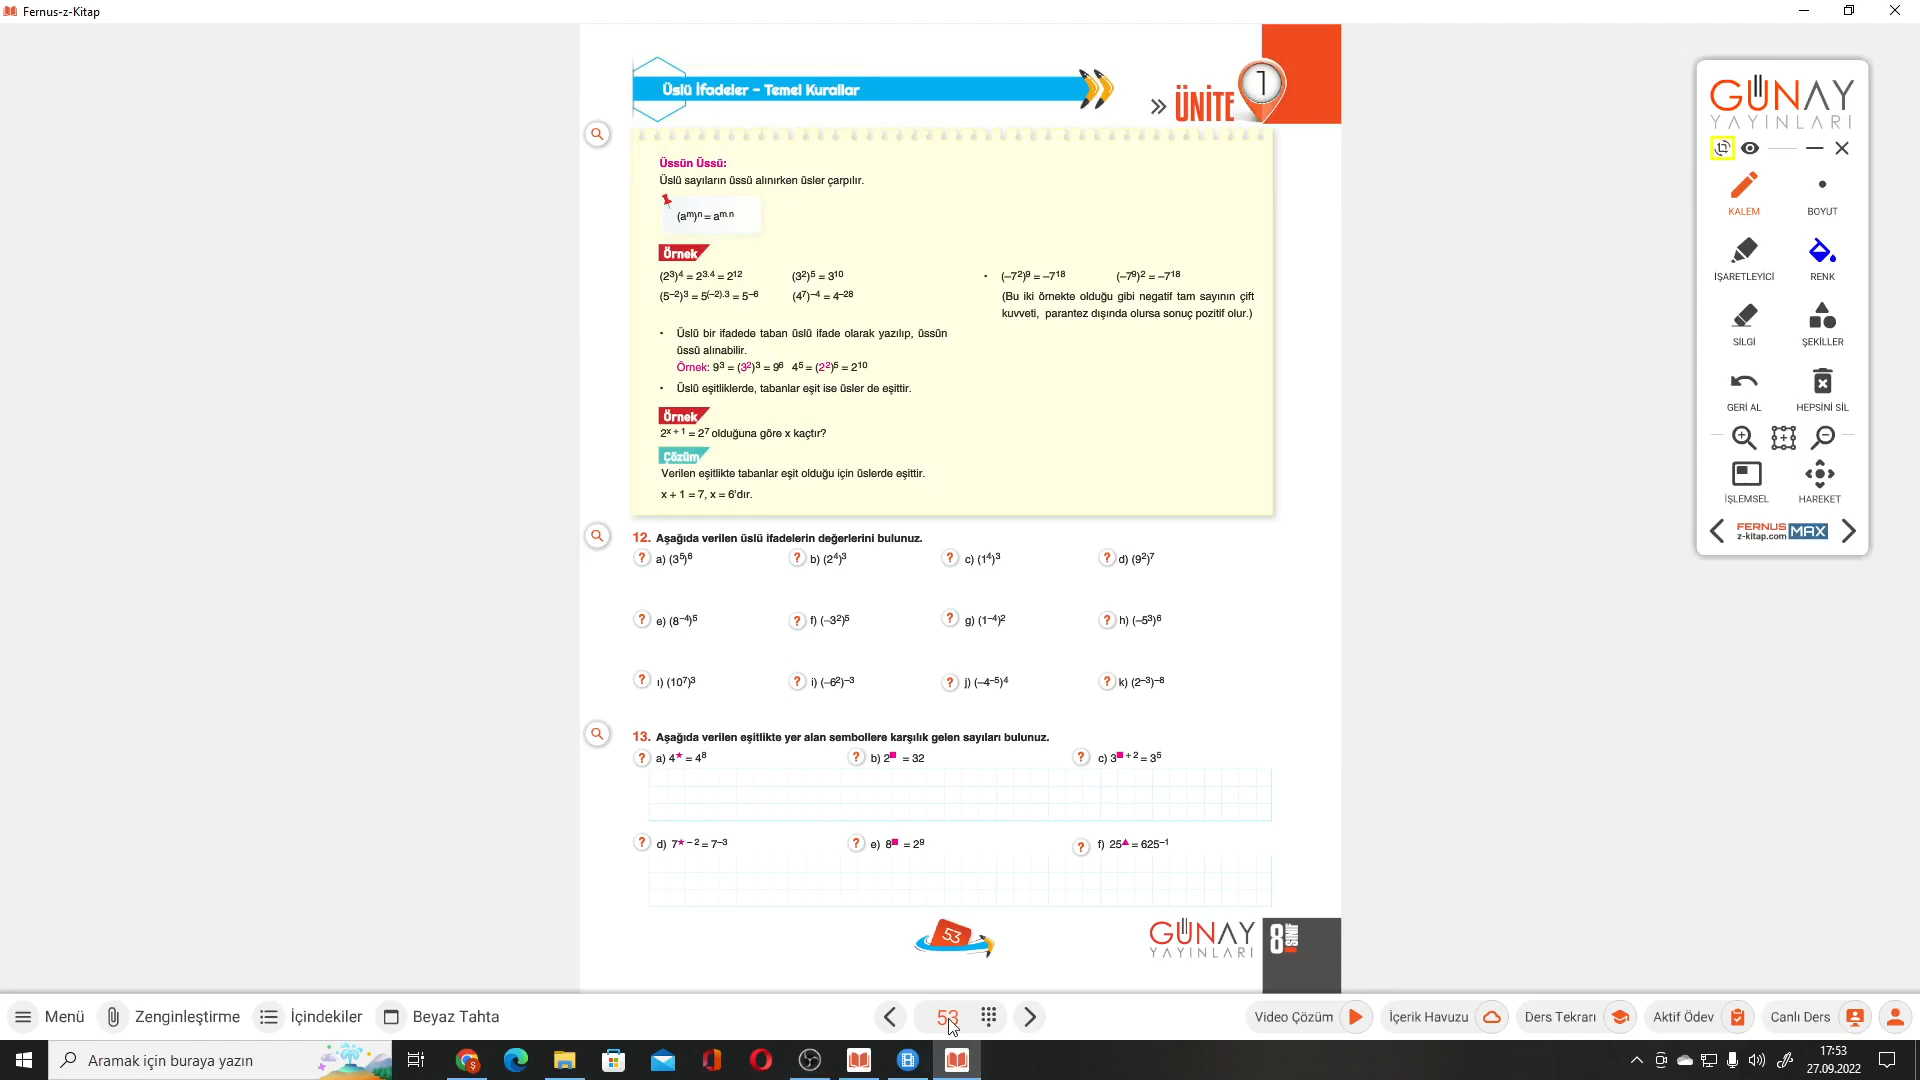 Fernus-z-Kitap
Üslü İfadeler – Temel Kurallar
» ÜNİTE 1
Üssün Üssü:
Üslü sayıların üssü alınırken üsler çarpılır.
(aᵐ)ⁿ = aᵐ·ⁿ
Örnek
(2³)⁴ = 2³·⁴ = 2¹² (3²)⁵ = 3¹⁰
(5⁻²)³ = 5⁽⁻²⁾·³ = 5⁻⁶ (4⁷)⁻⁴ = 4⁻²⁸
• Üslü bir ifadede taban üslü ifade olarak yazılıp, üssün
üssü alınabilir.
Örnek: 9³ = (3²)³ = 9⁶ 4⁵ = (2²)⁵ = 2¹⁰
• Üslü eşitliklerde, tabanlar eşit ise üsler de eşittir.
Örnek
2ˣ ⁺ ¹ = 2⁷ olduğuna göre x kaçtır?
Çözüm
Verilen eşitlikte tabanlar eşit olduğu için üslerde eşittir.
x + 1 = 7, x = 6'dır.
• (–7²)⁹ = –7¹⁸ (–7⁹)² = –7¹⁸
(Bu iki örnekte olduğu gibi negatif tam sayının çift
kuvveti, parantez dışında olursa sonuç pozitif olur.)
12. Aşağıda verilen üslü ifadelerin değerlerini bulunuz.
? a) (3⁵)⁶ ? b) (2⁴)³ ? c) (1⁴)³ ? d) (9²)⁷
? e) (8⁻⁴)⁵ ? f) (–3²)⁵ ? g) (1⁻⁴)² ? h) (–5³)⁶
? ı) (10⁷)³ ? i) (–6²)⁻³ ? j) (–4⁻⁵)⁴ ? k) (2⁻³)⁻⁸
13. Aşağıda verilen eşitlikte yer alan sembollere karşılık gelen sayıları bulunuz.
? a) 4★ = 4⁸ ? b) 2■ = 32 ? c) 3■ ⁺ ² = 3⁵
? d) 7★ ⁻ ² = 7⁻³ ? e) 8■ = 2⁹ ? f) 25▲ = 625⁻¹
53
GÜNAY
YAYINLARI
8. SINIF
GÜNAY
YAYINLARI
KALEM BOYUT
İŞARETLEYİCİ RENK
SİLGİ ŞEKİLLER
GERİ AL HEPSİNİ SİL
İŞLEMSEL HAREKET
FERNUS MAX
z-kitap.com
Menü Zenginleştirme İçindekiler Beyaz Tahta 53 Video Çözüm İçerik Havuzu Ders Tekrarı Aktif Ödev Canlı Ders
Aramak için buraya yazın
17:53
27.09.2022